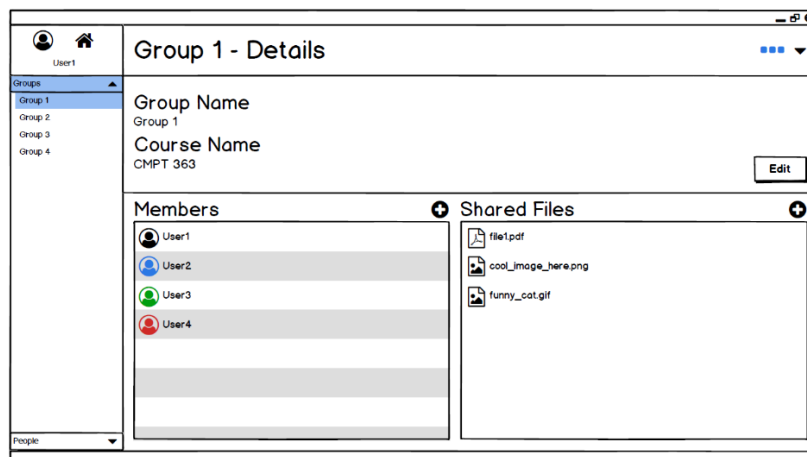 User1
Groups
Group 1
Group 2
Group 3
Group 4
People
Group 1 - Details
Group Name
Group 1
Course Name
CMPT 363
Edit
Members
User1
User2
User3
User4
Shared Files
file1.pdf
cool_image_here.png
funny_cat.gif